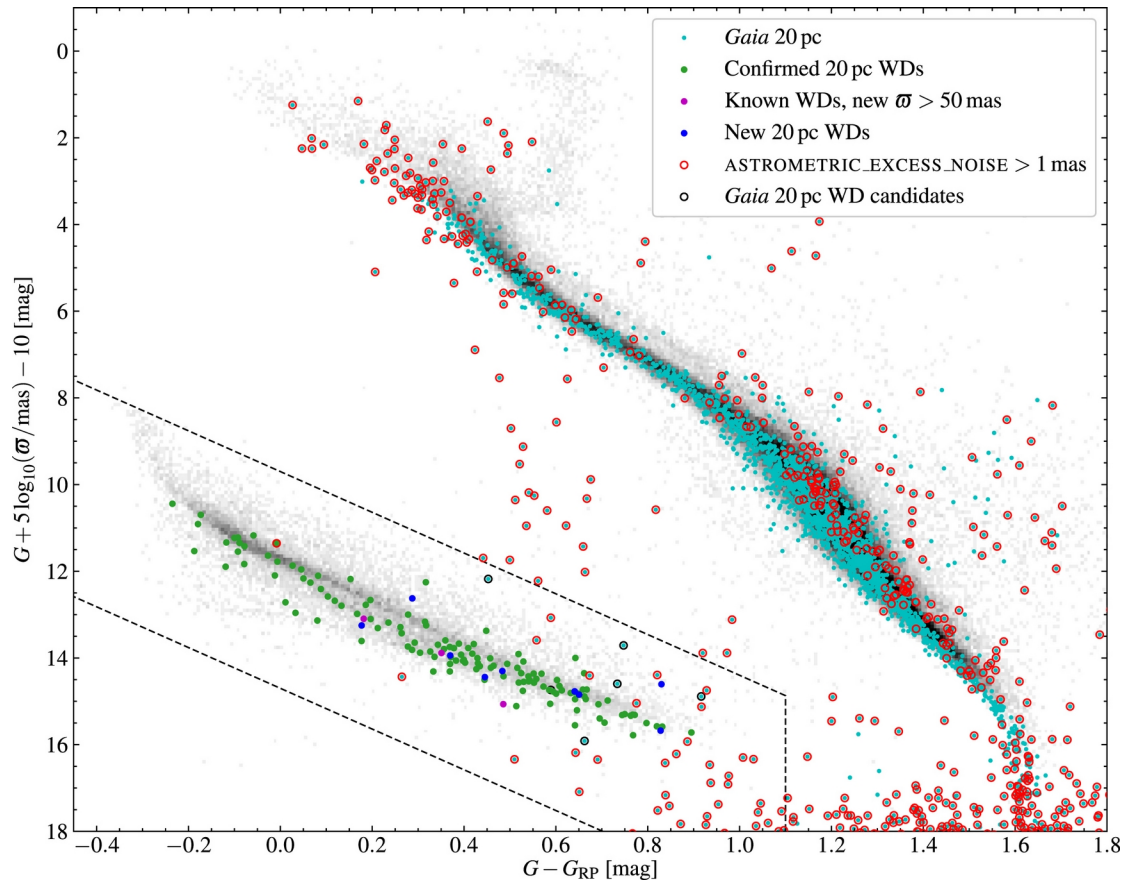 Gaia 20 pc
Confirmed 20 pc WDs
Known WDs, new ϖ > 50 mas
New 20 pc WDs
ASTROMETRIC_EXCESS_NOISE > 1 mas
Gaia 20 pc WD candidates
G + 5 log₁₀(ϖ/mas) − 10 [mag]
0
2
4
6
8
10
12
14
16
18
−0.4 −0.2 0.0 0.2 0.4 0.6 0.8 1.0 1.2 1.4 1.6 1.8
G − G_RP [mag]